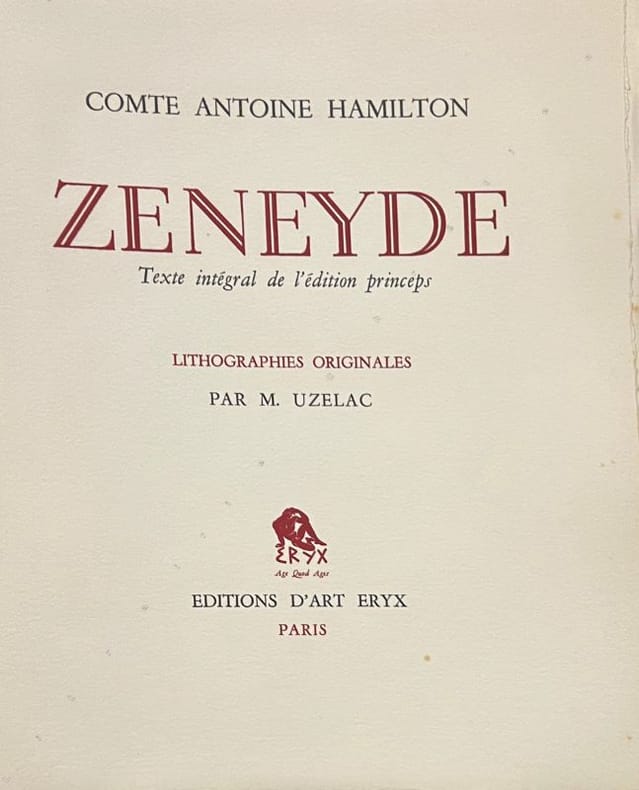 COMTE ANTOINE HAMILTON
ZENEYDE
Texte intégral de l'édition princeps
LITHOGRAPHIES ORIGINALES
PAR M. UZELAC
ERYX
Age Quod Agis
EDITIONS D'ART ERYX
PARIS